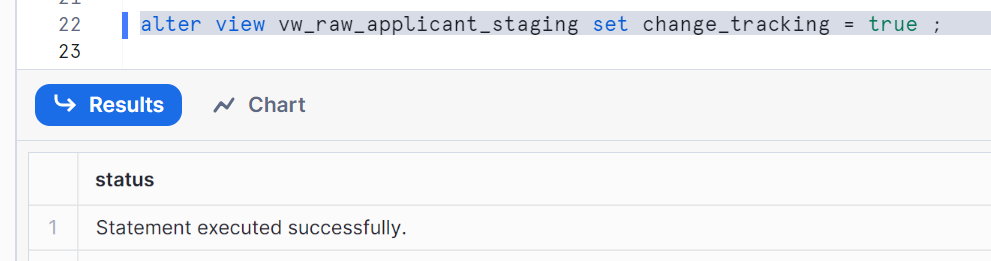 22 alter view vw_raw_applicant_staging set change_tracking = true ;
23
Results Chart
status
1 Statement executed successfully.